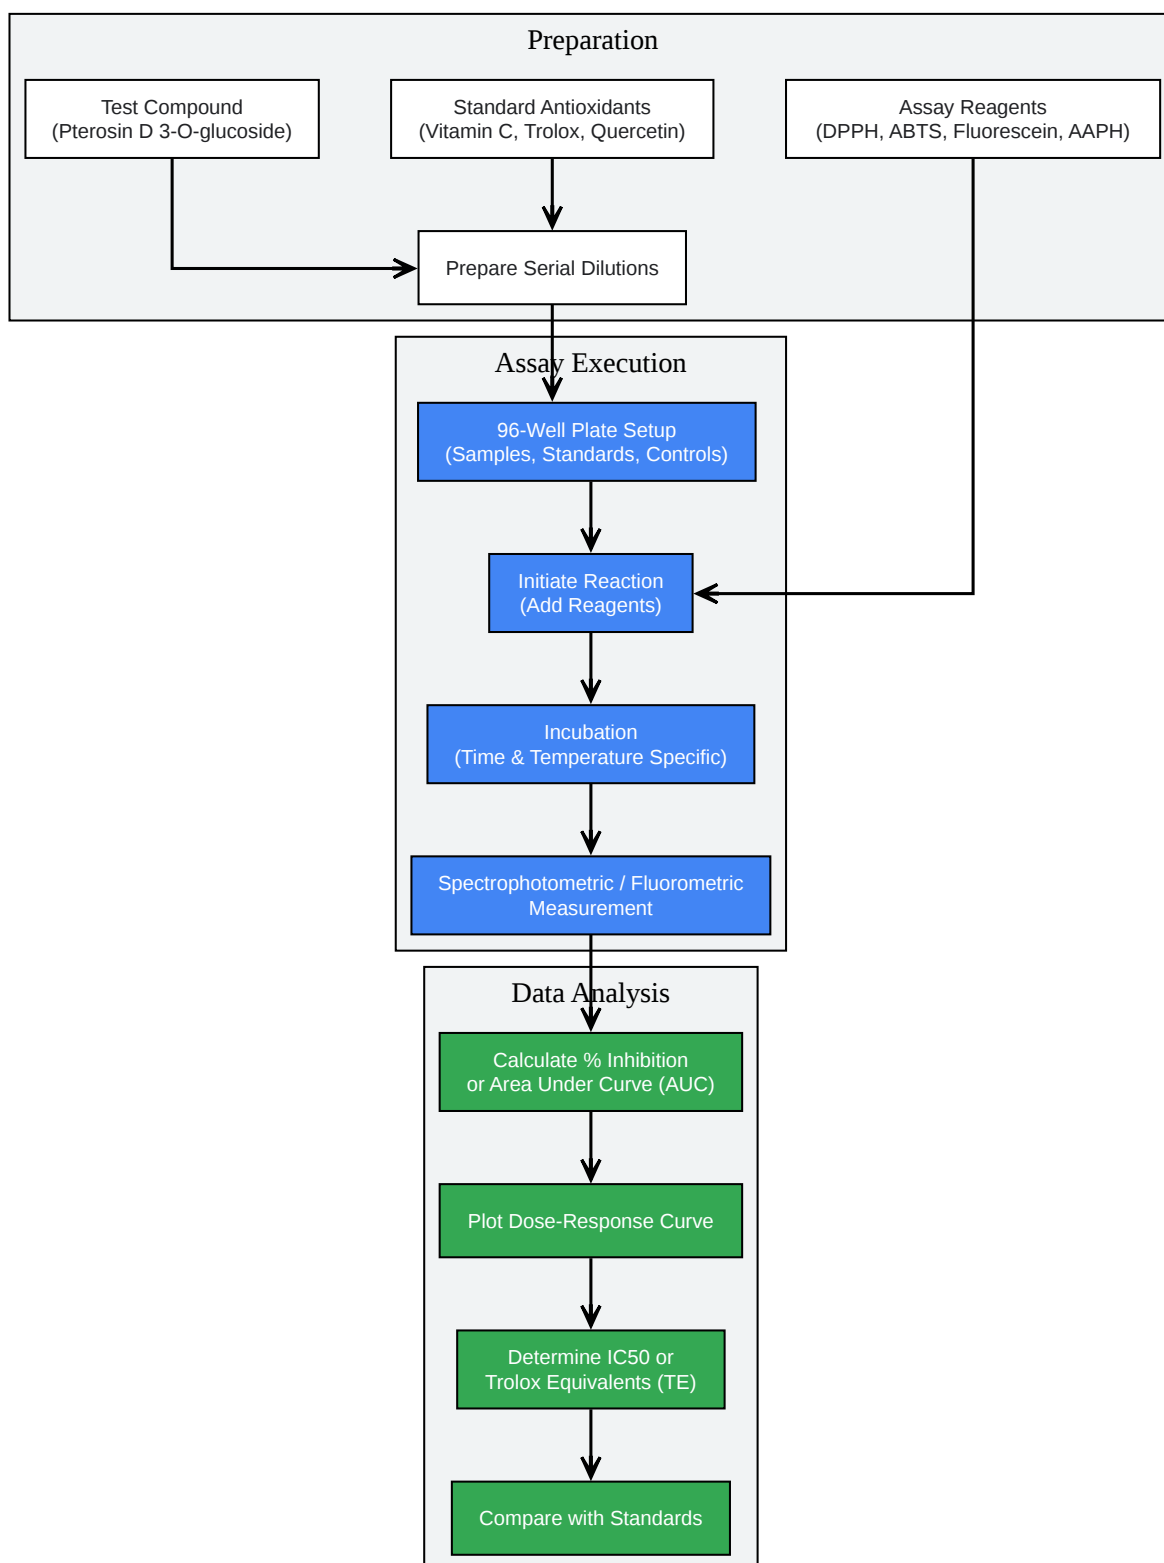 Preparation
Test Compound
(Pterosin D 3-O-glucoside)
Standard Antioxidants
(Vitamin C, Trolox, Quercetin)
Assay Reagents
(DPPH, ABTS, Fluorescein, AAPH)
Prepare Serial Dilutions
Assay Execution
96-Well Plate Setup
(Samples, Standards, Controls)
Initiate Reaction
(Add Reagents)
Incubation
(Time & Temperature Specific)
Spectrophotometric / Fluorometric
Measurement
Data Analysis
Calculate % Inhibition
or Area Under Curve (AUC)
Plot Dose-Response Curve
Determine IC50 or
Trolox Equivalents (TE)
Compare with Standards